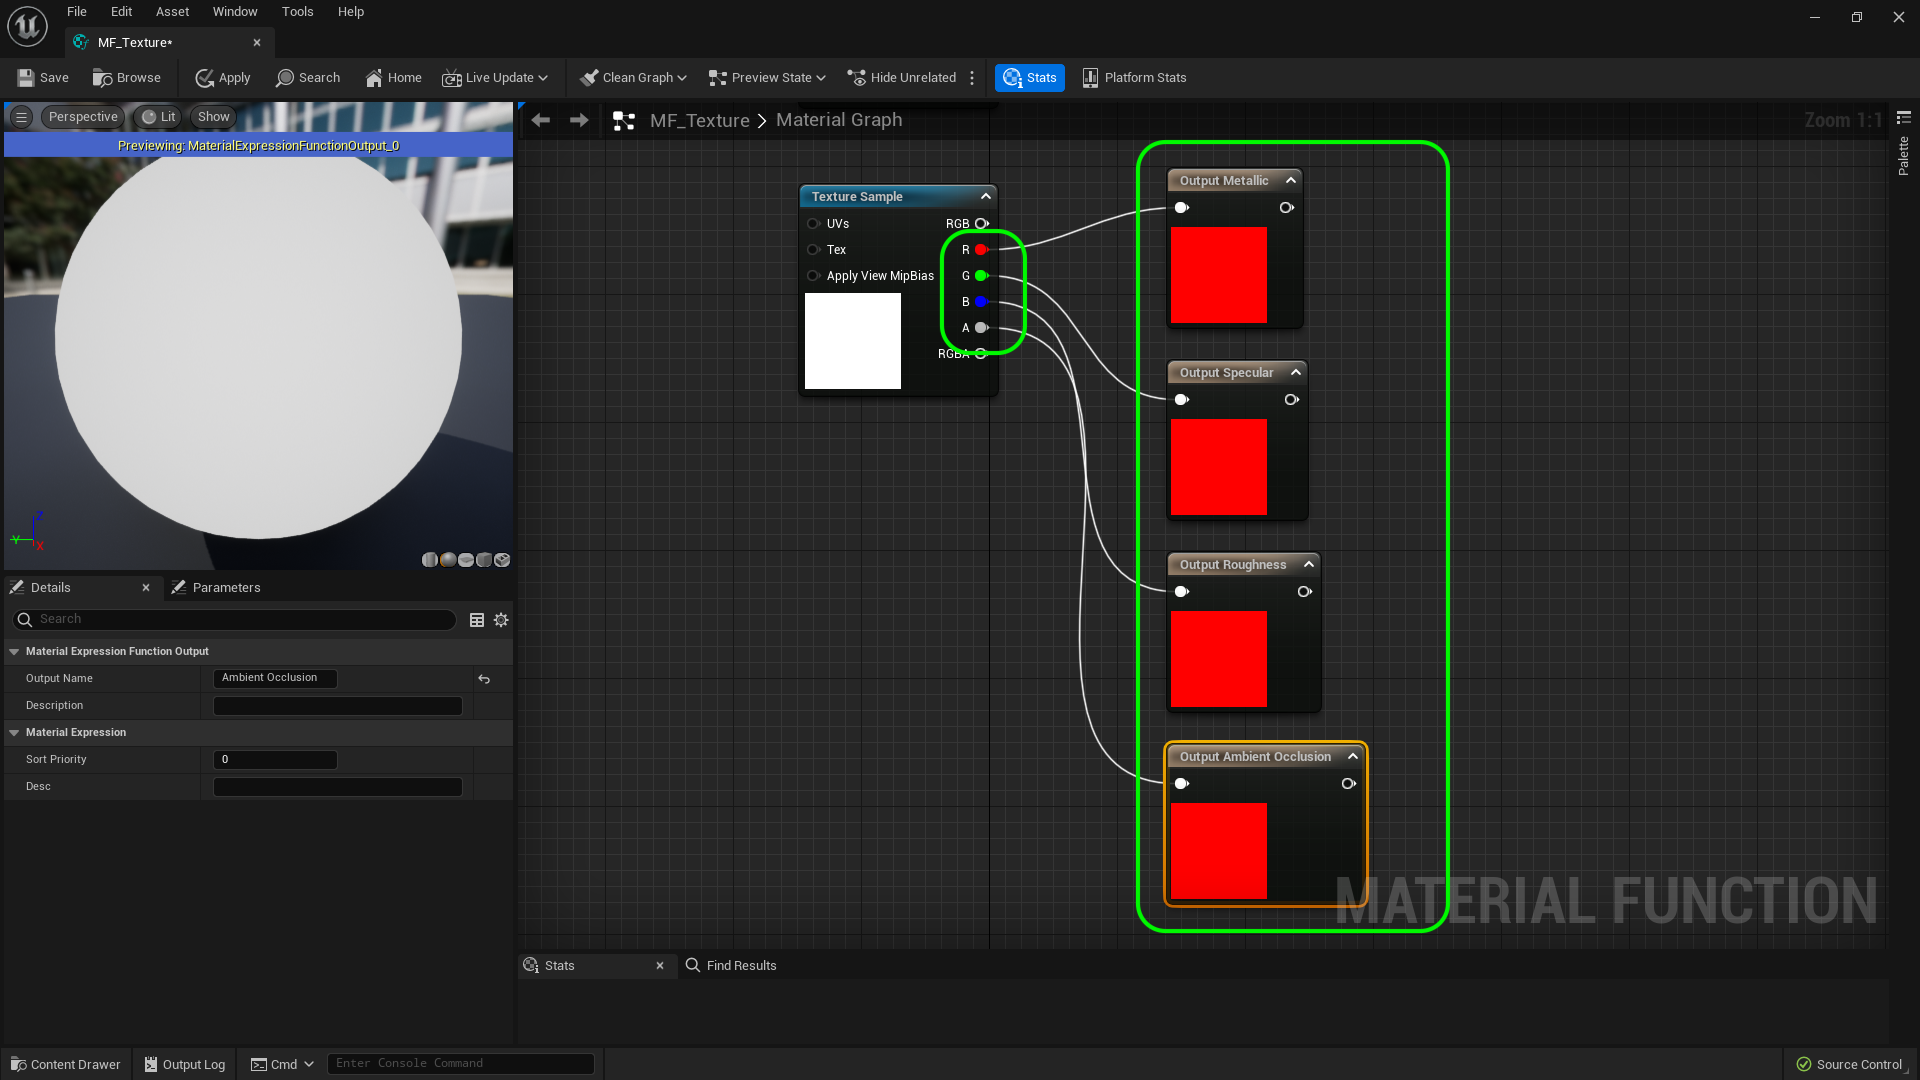 File Edit Asset Window Tools Help
MF_Texture*
Save Browse Apply Search Home Live Update Clean Graph Preview State Hide Unrelated Stats Platform Stats
Perspective Lit Show
Previewing: MaterialExpressionFunctionOutput_0
Z
Y
X
MF_Texture Material Graph
Zoom 1:1
Palette
Texture Sample
UVs RGB
Tex R
Apply View MipBias G
B
A
RGBA
Output Metallic
Output Specular
Output Roughness
Output Ambient Occlusion
MATERIAL FUNCTION
Details Parameters
Search
Material Expression Function Output
Output Name Ambient Occlusion
Description
Material Expression
Sort Priority 0
Desc
Stats Find Results
Content Drawer Output Log Cmd Enter Console Command Source Control